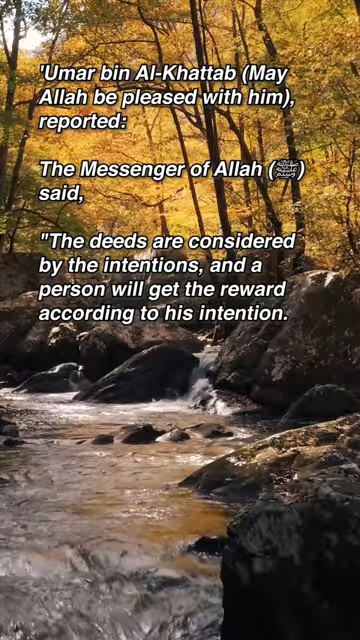 'Umar bin Al-Khattab (May
Allah be pleased with him),
reported:
The Messenger of Allah (ﷺ)
said,
"The deeds are considered
by the intentions, and a
person will get the reward
according to his intention.